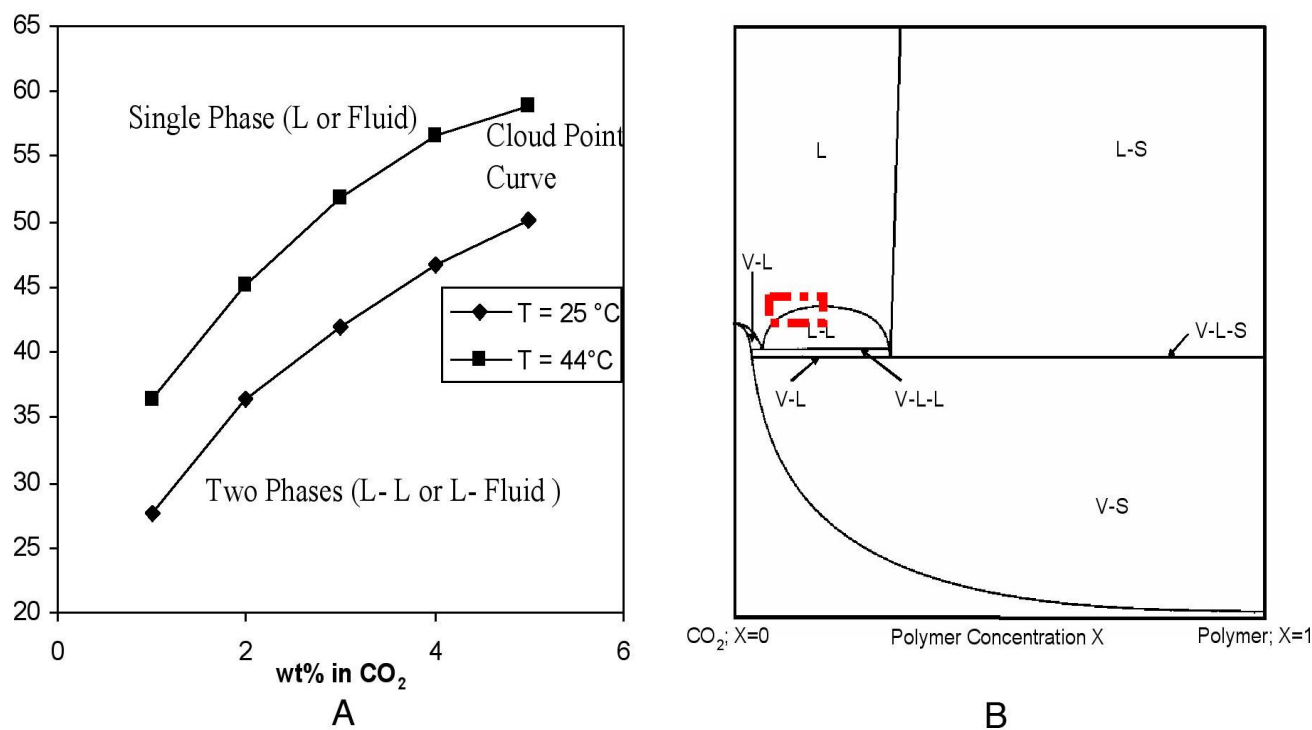 65
60
55
50
45
40
35
30
25
20
0
2
4
6
Single Phase (L or Fluid)
Cloud Point
Curve
T = 25 °C
T = 44°C
Two Phases (L- L or L- Fluid )
wt% in CO₂
A
L
L-S
V-L
L-L
V-L-S
V-L
V-L-L
V-S
CO₂; X=0
Polymer Concentration X
Polymer; X=1
B